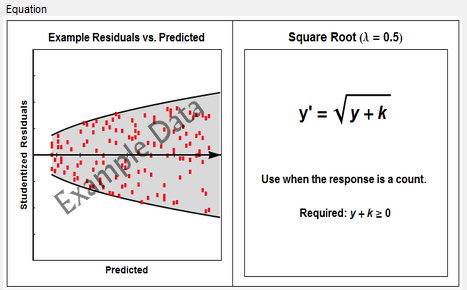 Equation
Example Residuals vs. Predicted
Studentized Residuals
Example Data
Predicted
Square Root (λ = 0.5)
y' = √y + k
Use when the response is a count.
Required: y + k ≥ 0